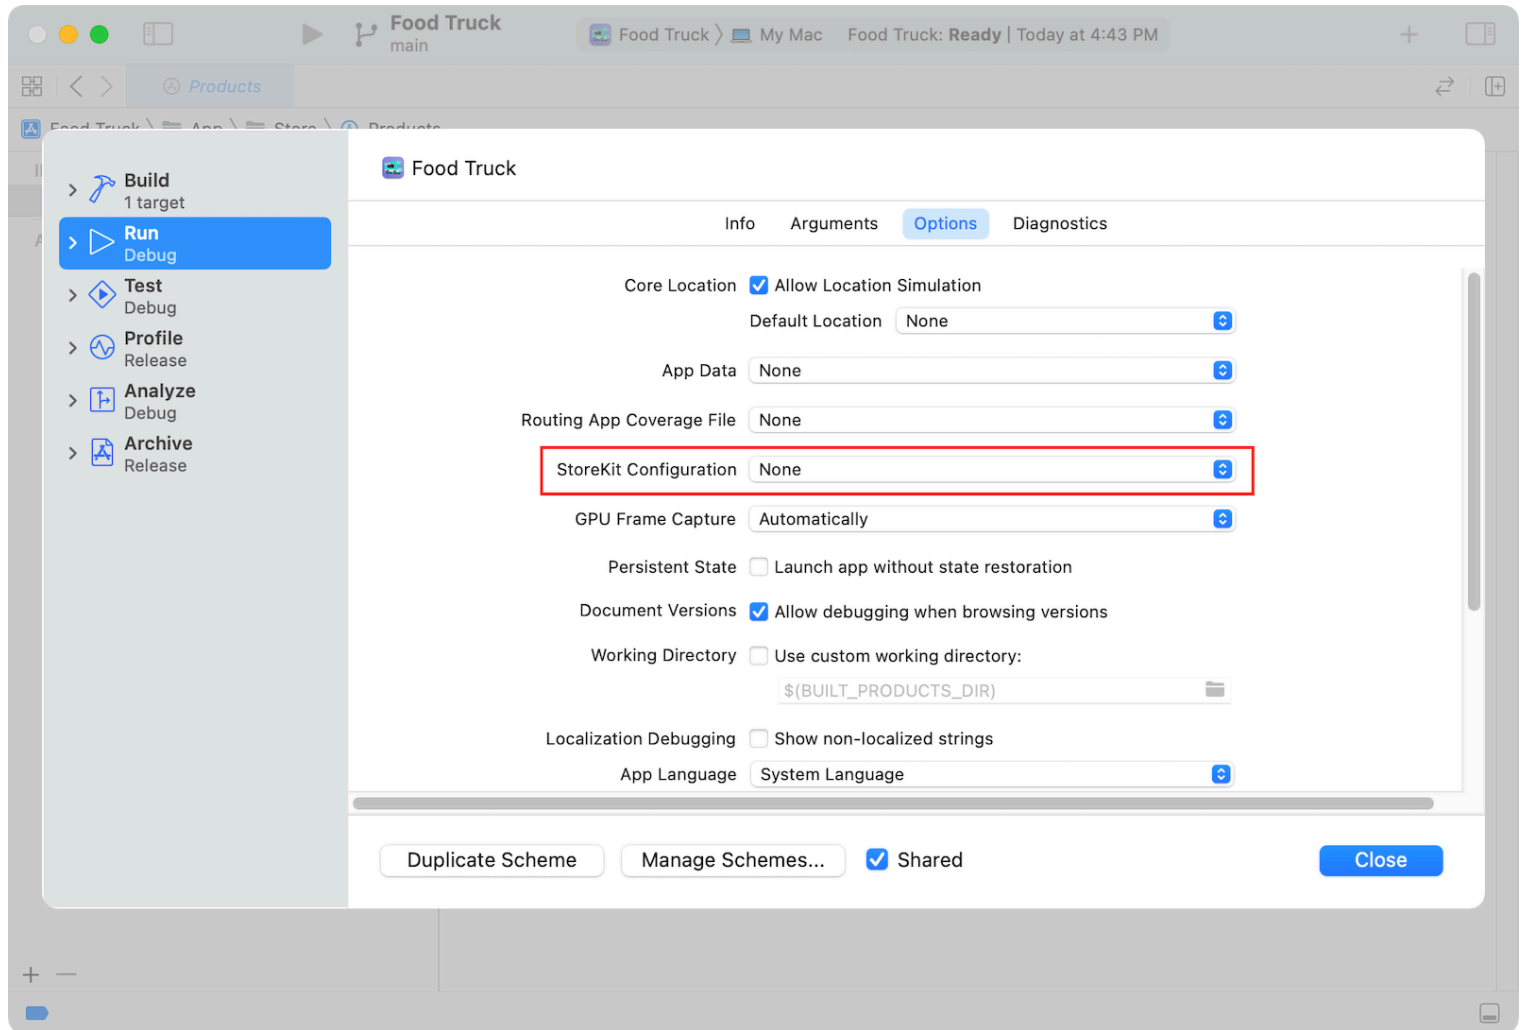 Food Truck
main
Food Truck My Mac Food Truck: Ready | Today at 4:43 PM
Products
Food Truck App Store Products
Food Truck
Build
1 target
Run
Debug
Test
Debug
Profile
Release
Analyze
Debug
Archive
Release
Info Arguments Options Diagnostics
Core Location Allow Location Simulation
Default Location None
App Data None
Routing App Coverage File None
StoreKit Configuration None
GPU Frame Capture Automatically
Persistent State Launch app without state restoration
Document Versions Allow debugging when browsing versions
Working Directory Use custom working directory:
$(BUILT_PRODUCTS_DIR)
Localization Debugging Show non-localized strings
App Language System Language
Duplicate Scheme Manage Schemes... Shared Close